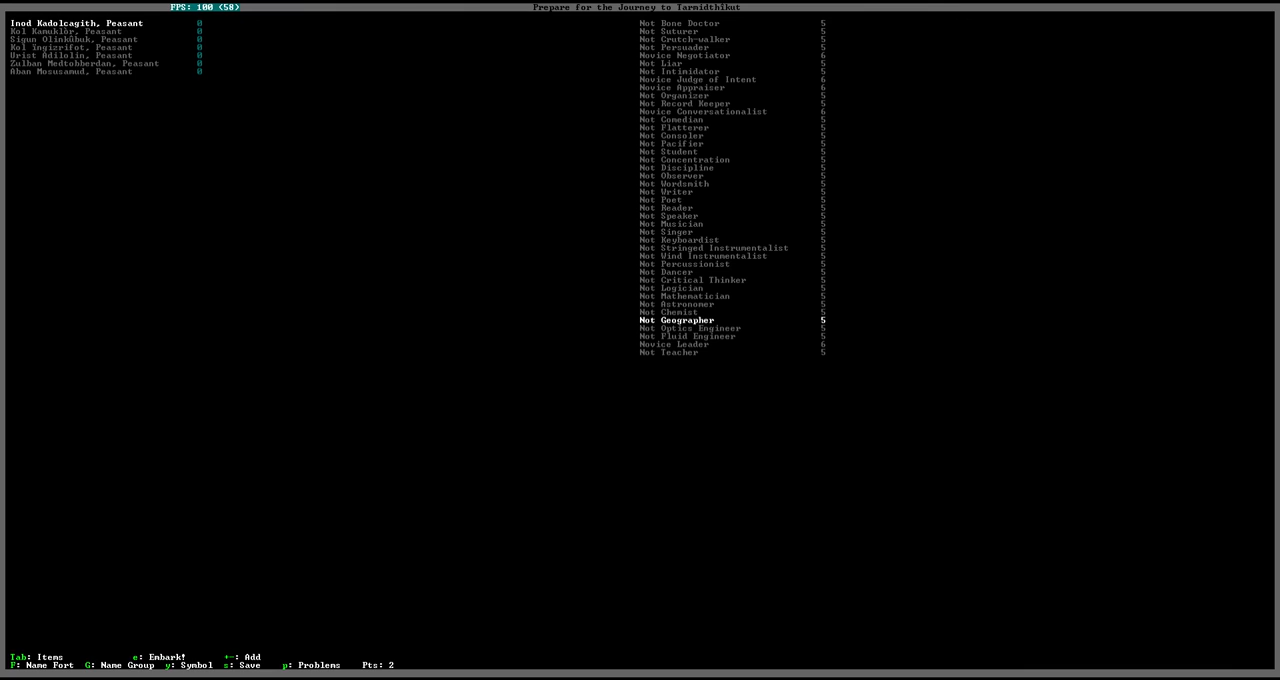 FPS: 100 (58)
Prepare for the Journey to Tarmidthîkut
Inod Kadolcagith, Peasant 0
Kol Kamuklòr, Peasant 0
Sigun Olinkûbuk, Peasant 0
Kol Ïngizrifot, Peasant 0
Urist Adilolin, Peasant 0
Zulban Medtobberdan, Peasant 0
Aban Mosusamud, Peasant 0
Not Bone Doctor 5
Not Suturer 5
Not Crutch-walker 5
Not Persuader 5
Novice Negotiator 6
Not Liar 5
Not Intimidator 5
Novice Judge of Intent 6
Novice Appraiser 6
Not Organizer 5
Not Record Keeper 5
Novice Conversationalist 6
Not Comedian 5
Not Flatterer 5
Not Consoler 5
Not Pacifier 5
Not Student 5
Not Concentration 5
Not Discipline 5
Not Observer 5
Not Wordsmith 5
Not Writer 5
Not Poet 5
Not Reader 5
Not Speaker 5
Not Musician 5
Not Singer 5
Not Keyboardist 5
Not Stringed Instrumentalist 5
Not Wind Instrumentalist 5
Not Percussionist 5
Not Dancer 5
Not Critical Thinker 5
Not Logician 5
Not Mathematician 5
Not Astronomer 5
Not Chemist 5
Not Geographer 5
Not Optics Engineer 5
Not Fluid Engineer 5
Novice Leader 6
Not Teacher 5
Tab: Items e: Embark! +-: Add
F: Name Fort G: Name Group y: Symbol s: Save p: Problems Pts: 2